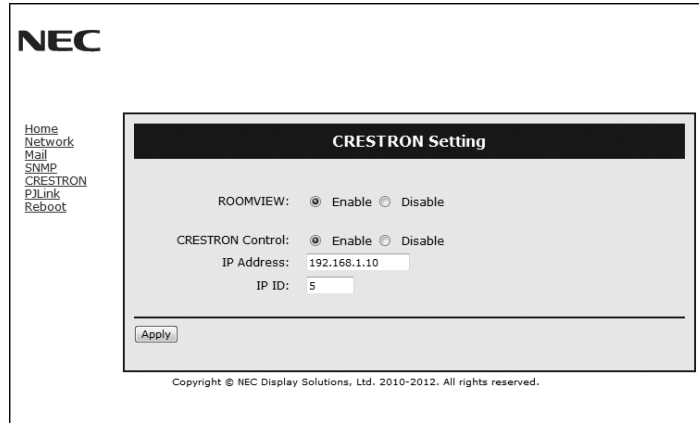 NEC
Home
Network
Mail
SNMP
CRESTRON
PJLink
Reboot
CRESTRON Setting
ROOMVIEW: Enable Disable
CRESTRON Control: Enable Disable
IP Address: 192.168.1.10
IP ID: 5
Apply
Copyright © NEC Display Solutions, Ltd. 2010-2012. All rights reserved.